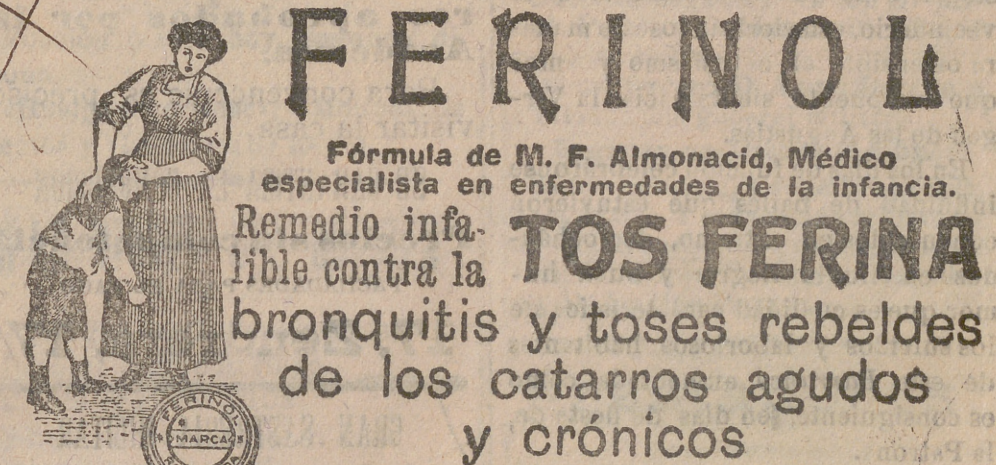 FERINOL
Fórmula de M. F. Almonacid, Médico
especialista en enfermedades de la infancia.
Remedio infa-
lible contra la
TOS FERINA
bronquitis y toses rebeldes
de los catarros agudos
y crónicos
FERINOL
MARCA